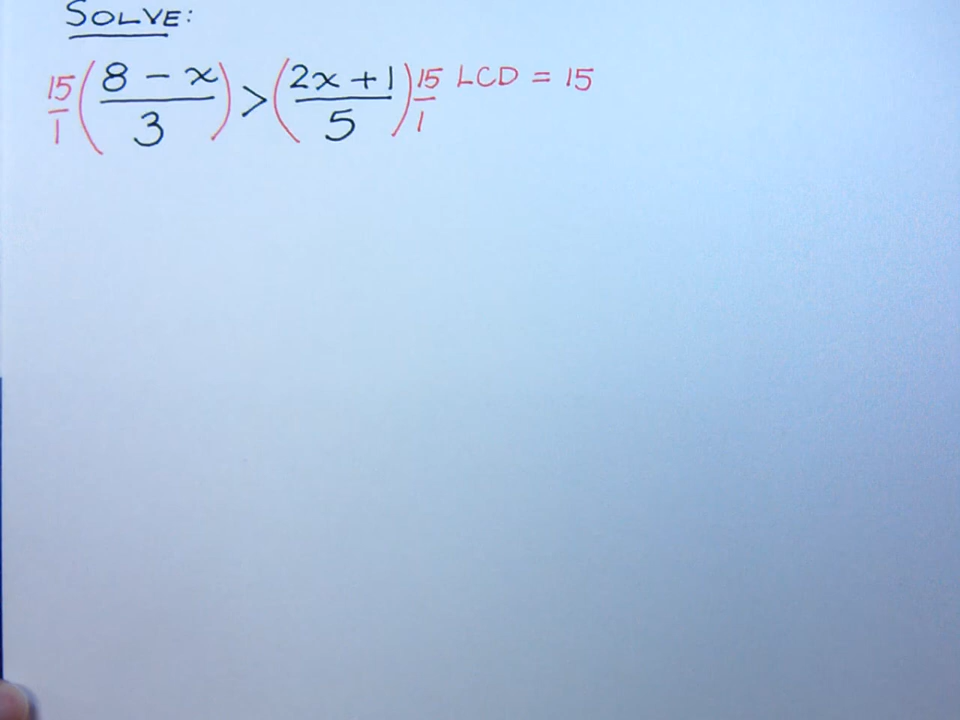 SOLVE:
15/1 ( (8 - x)/3 ) > ( (2x + 1)/5 ) 15/1 LCD = 15